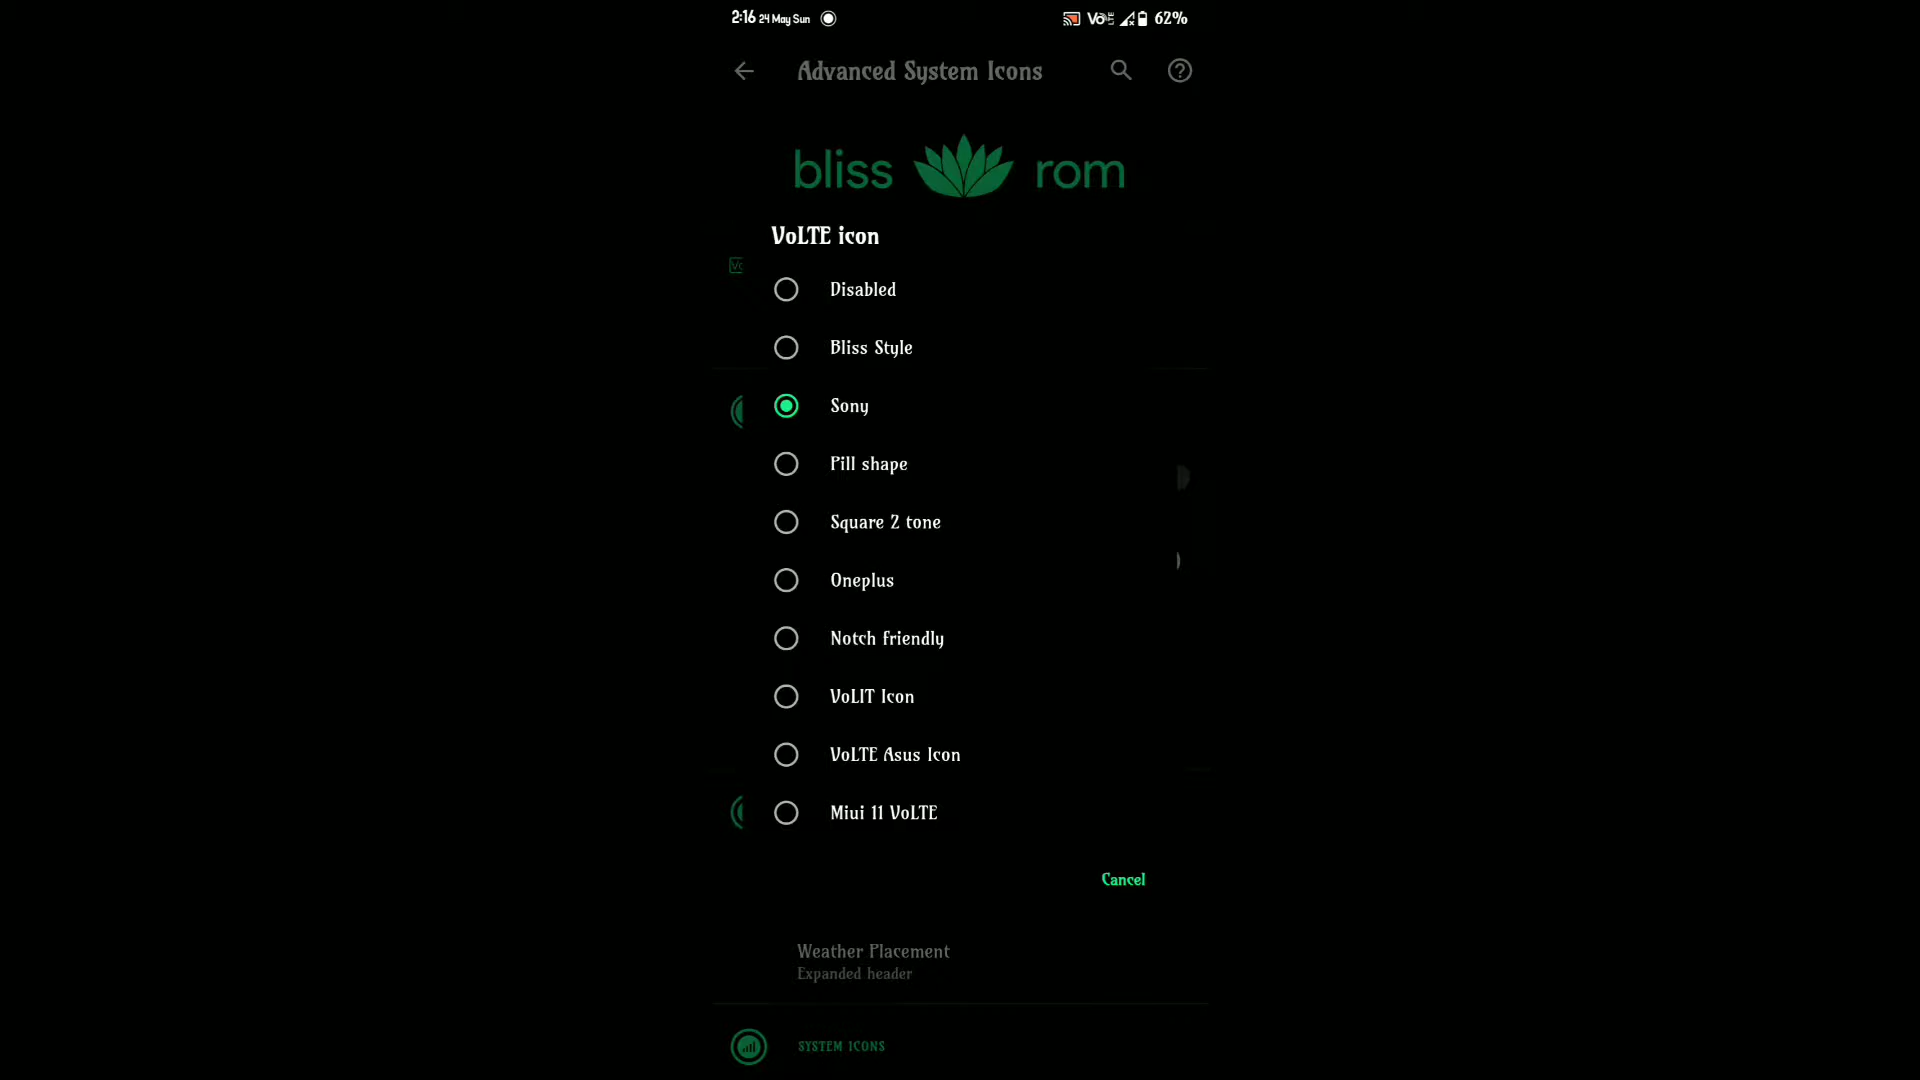 2:16 24 May Sun
Vo LTE 62%
Advanced System Icons
bliss rom
VoLTE icon
Disabled
Bliss Style
Sony
Pill shape
Square 2 tone
Oneplus
Notch friendly
VoLIT Icon
VoLTE Asus Icon
Miui 11 VoLTE
Cancel
Weather Placement
Expanded header
SYSTEM ICONS